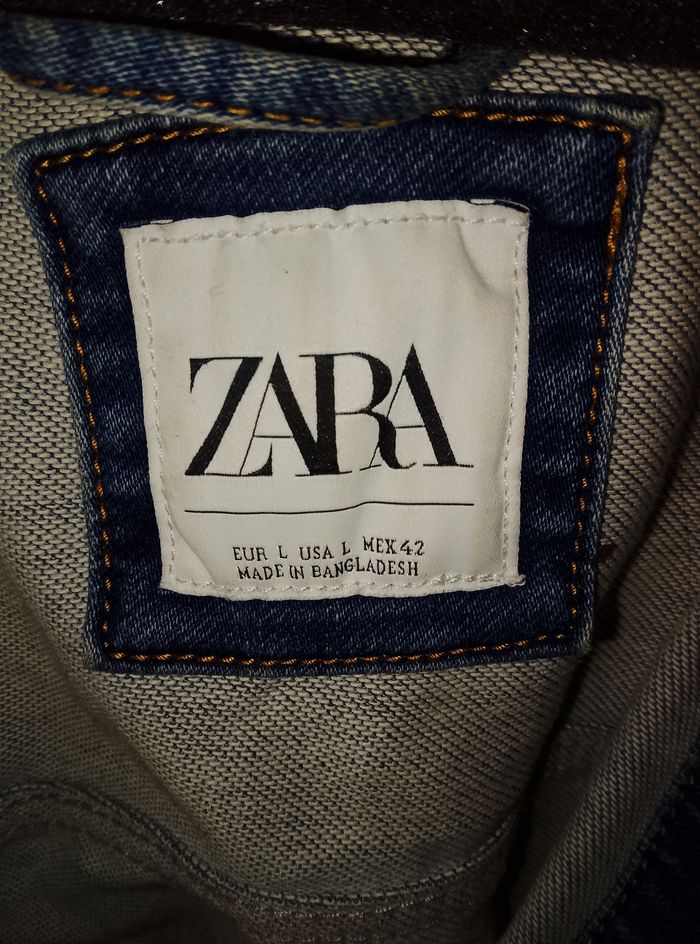 ZARA
EUR L USA L MEX 42
MADE IN BANGLADESH